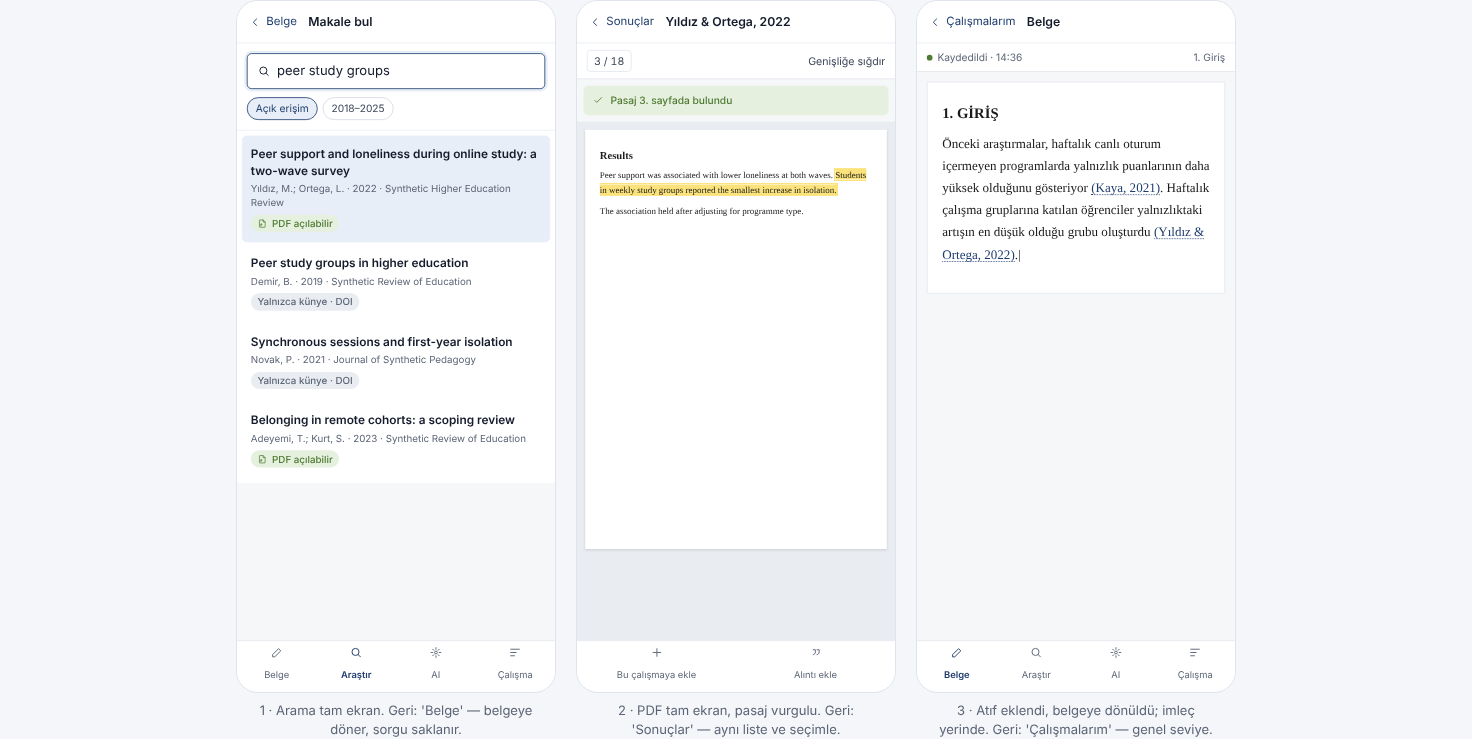 Belge
Makale bul
peer study groups
Açık erişim
2018–2025
Peer support and loneliness during online study: a
two-wave survey
Yıldız, M.; Ortega, L. · 2022 · Synthetic Higher Education
Review
PDF açılabilir
Peer study groups in higher education
Demir, B. · 2019 · Synthetic Review of Education
Yalnızca künye · DOI
Synchronous sessions and first-year isolation
Novak, P. · 2021 · Journal of Synthetic Pedagogy
Yalnızca künye · DOI
Belonging in remote cohorts: a scoping review
Adeyemi, T.; Kurt, S. · 2023 · Synthetic Review of Education
PDF açılabilir
Belge
Araştır
AI
Çalışma
1 · Arama tam ekran. Geri: 'Belge' — belgeye
döner, sorgu saklanır.
Sonuçlar
Yıldız & Ortega, 2022
3 / 18
Genişliğe sığdır
Pasaj 3. sayfada bulundu
Results
Peer support was associated with lower loneliness at both waves. Students
in weekly study groups reported the smallest increase in isolation.
The association held after adjusting for programme type.
Bu çalışmaya ekle
Alıntı ekle
2 · PDF tam ekran, pasaj vurgulu. Geri:
'Sonuçlar' — aynı liste ve seçimle.
Çalışmalarım
Belge
Kaydedildi · 14:36
1. Giriş
1. GİRİŞ
Önceki araştırmalar, haftalık canlı oturum
içermeyen programlarda yalnızlık puanlarının daha
yüksek olduğunu gösteriyor (Kaya, 2021). Haftalık
çalışma gruplarına katılan öğrenciler yalnızlıktaki
artışın en düşük olduğu grubu oluşturdu (Yıldız &
Ortega, 2022).
Belge
Araştır
AI
Çalışma
3 · Atıf eklendi, belgeye dönüldü; imleç
yerinde. Geri: 'Çalışmalarım' — genel seviye.